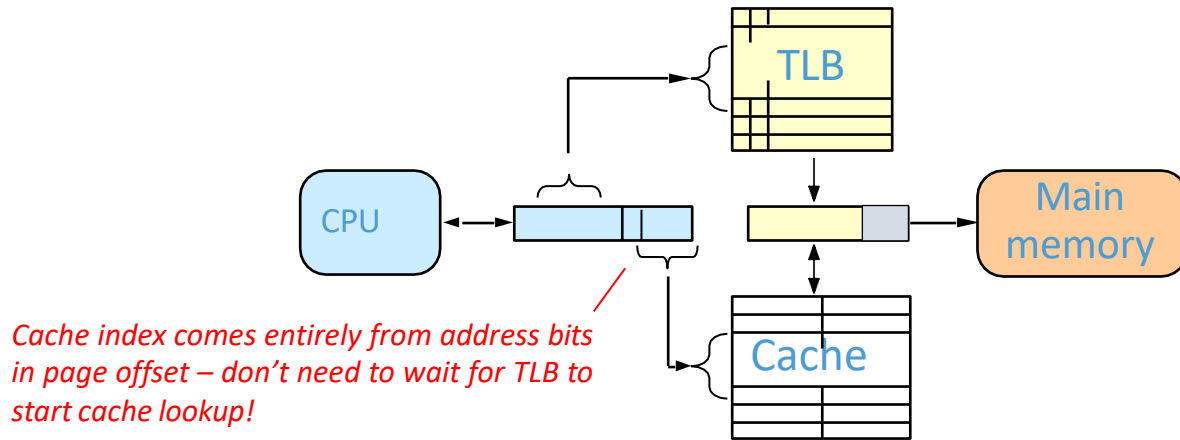 TLB
CPU
Main
memory
Cache index comes entirely from address bits
in page offset – don’t need to wait for TLB to
start cache lookup!
Cache